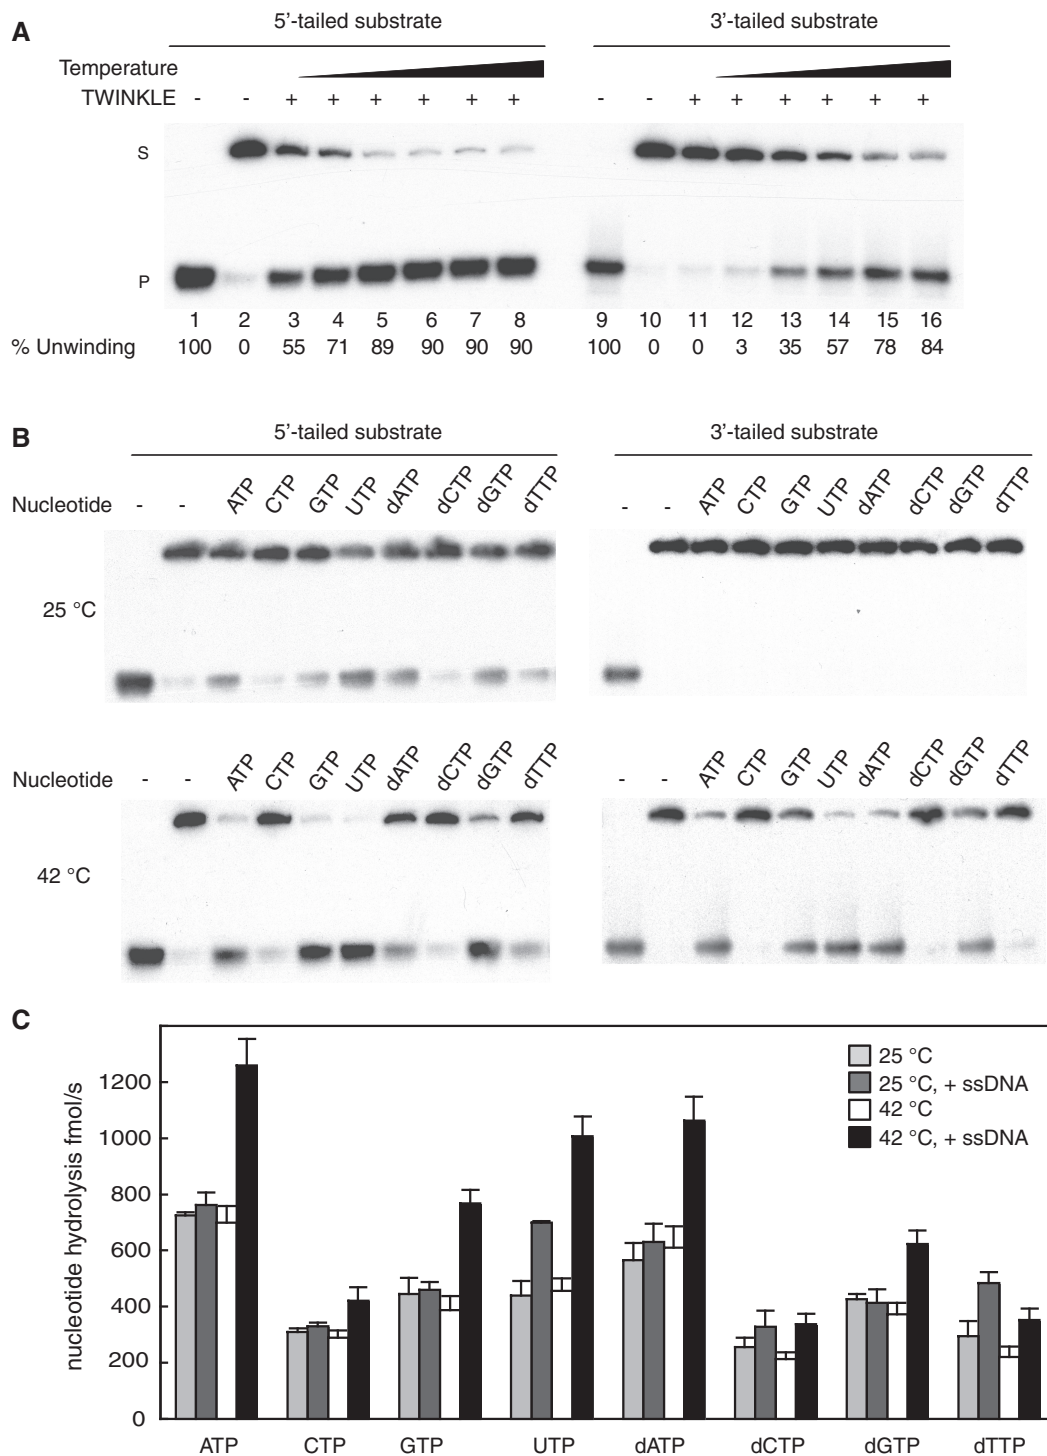 A
5’-tailed substrate 3’-tailed substrate
Temperature
TWINKLE - - + + + + + + - - + + + + + +
S
P
1 2 3 4 5 6 7 8 9 10 11 12 13 14 15 16
% Unwinding 100 0 55 71 89 90 90 90 100 0 0 3 35 57 78 84
B
5’-tailed substrate 3’-tailed substrate
Nucleotide - - ATP CTP GTP UTP dATP dCTP dGTP dTTP - - ATP CTP GTP UTP dATP dCTP dGTP dTTP
25 °C
Nucleotide - - ATP CTP GTP UTP dATP dCTP dGTP dTTP - - ATP CTP GTP UTP dATP dCTP dGTP dTTP
42 °C
C
nucleotide hydrolysis fmol/s
1200
1000
800
600
400
200
0
25 °C
25 °C, + ssDNA
42 °C
42 °C, + ssDNA
ATP CTP GTP UTP dATP dCTP dGTP dTTP